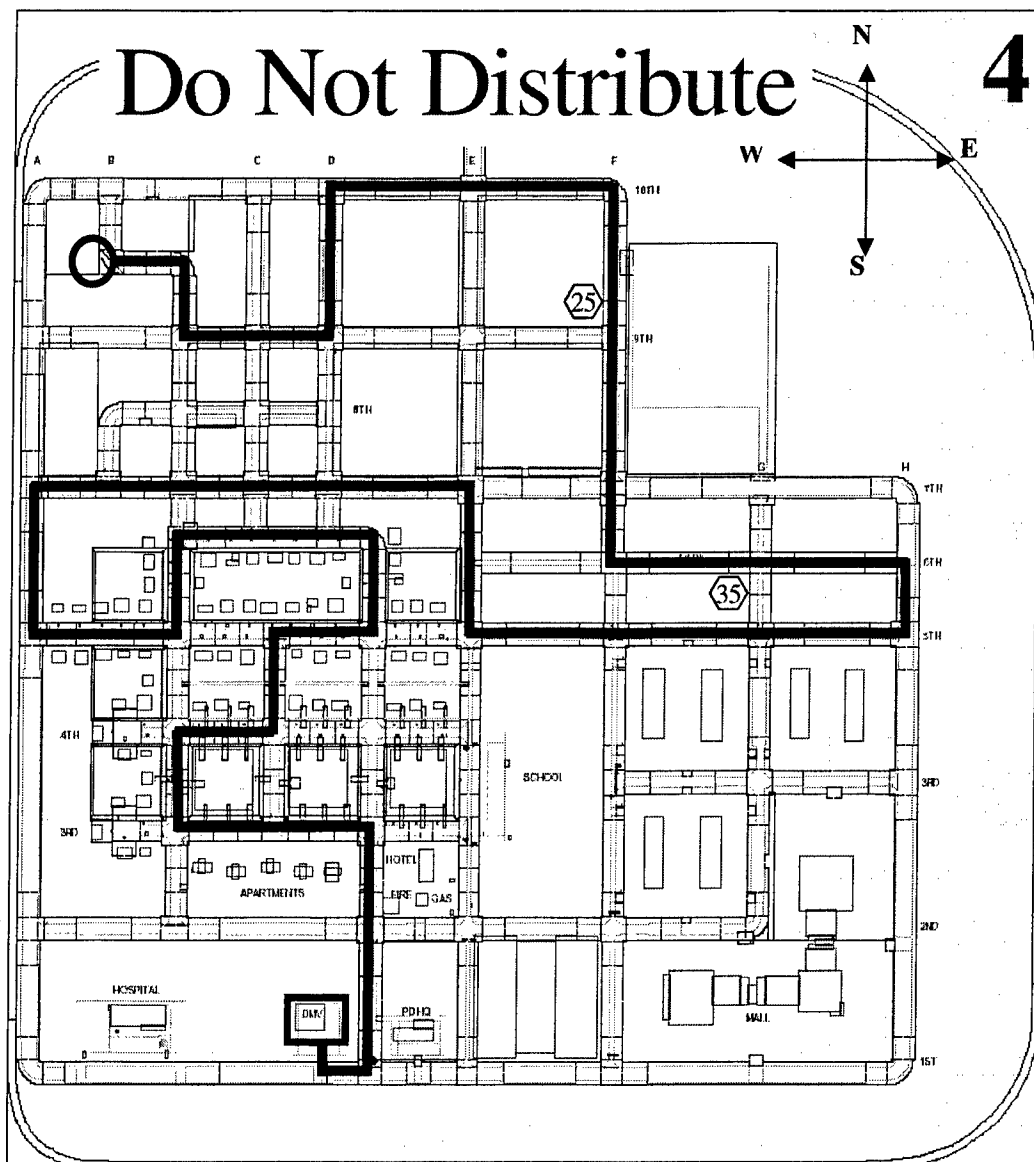 N
4
Do Not Distribute
W E
S
A B C D E F
10TH
25
9TH
8TH
G H
7TH
6TH
35
5TH
4TH
SCHOOL
3RD
3RD
HOTEL
APARTMENTS
FIRE GAS
2ND
HOSPITAL
DMV
PDHQ
MALL
1ST